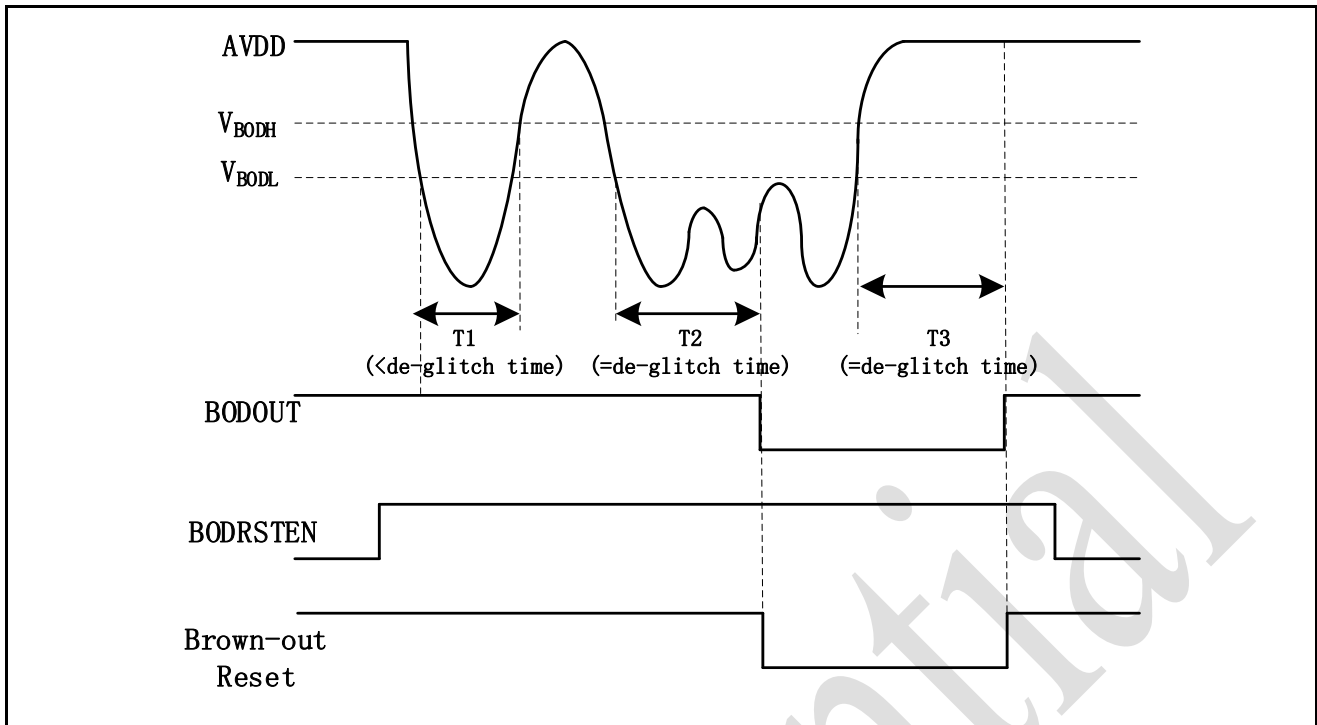 AVDD
VBODH
VBODL
T1
(<de-glitch time)
T2
(=de-glitch time)
T3
(=de-glitch time)
BODOUT
BODRSTEN
Brown-out
Reset
ntial